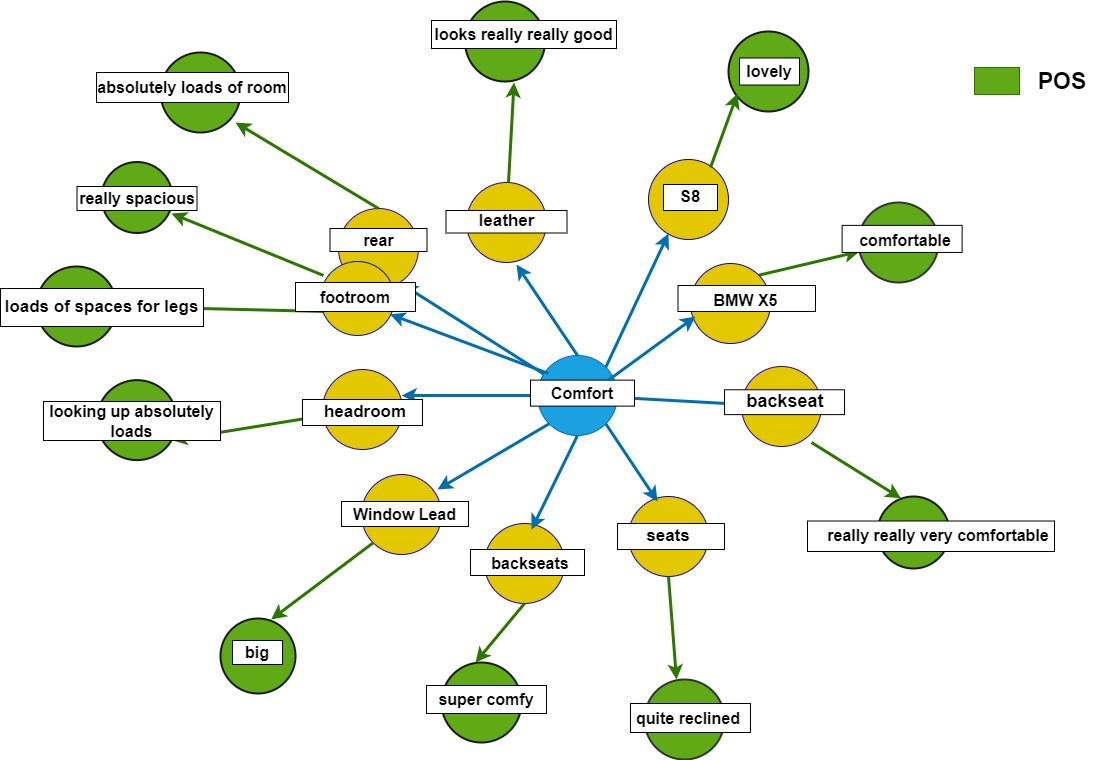 looks really really good
lovely
POS
absolutely loads of room
really spacious
S8
leather
rear
comfortable
loads of spaces for legs
footroom
BMW X5
Comfort
backseat
looking up absolutely
loads
headroom
Window Lead
seats
really really very comfortable
backseats
big
super comfy
quite reclined